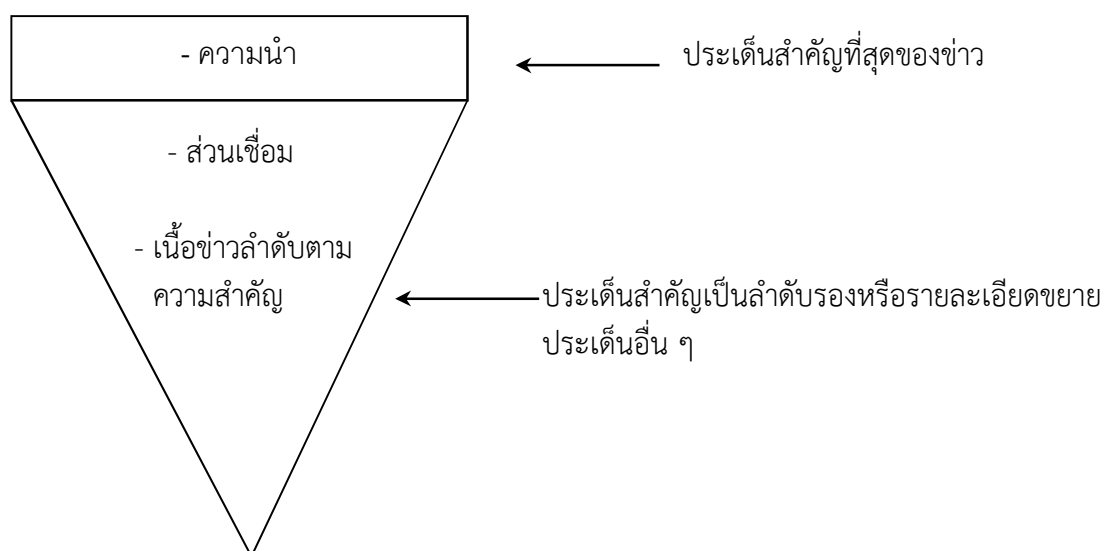 - ความนำ
ประเด็นสำคัญที่สุดของข่าว
- ส่วนเชื่อม
- เนื้อข่าวลำดับตาม
ความสำคัญ
ประเด็นสำคัญเป็นลำดับรองหรือรายละเอียดขยาย
ประเด็นอื่น ๆ